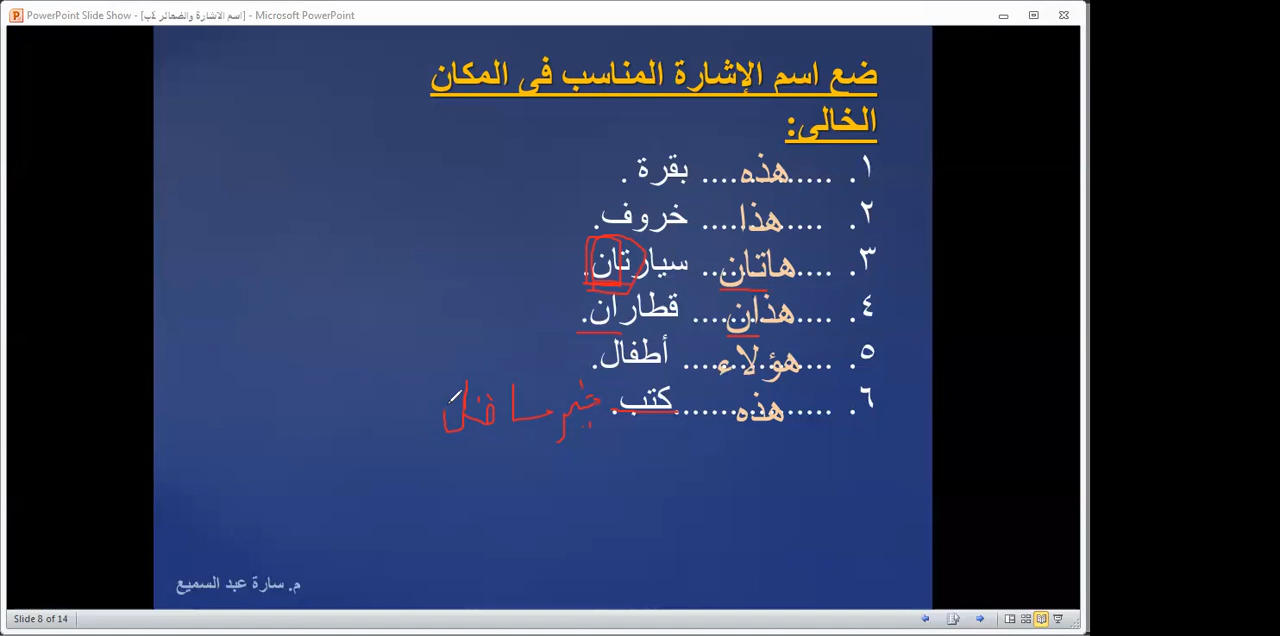 PowerPoint Slide Show - [اسم الاشارة والضمائر ة ب] - Microsoft PowerPoint
ضع اسم الإشارة المناسب فى المكان
الخالى:
١. .....هذه.... بقرة .
٢. ....هذا.... خروف.
٣. ....هاتان.. سيارتان.
٤. ....هذان.... قطاران.
٥. ...هؤلاء... أطفال.
٦. .....هذه...... كتب. غير عاقل
م. سارة عبد السميع
Slide 8 of 14